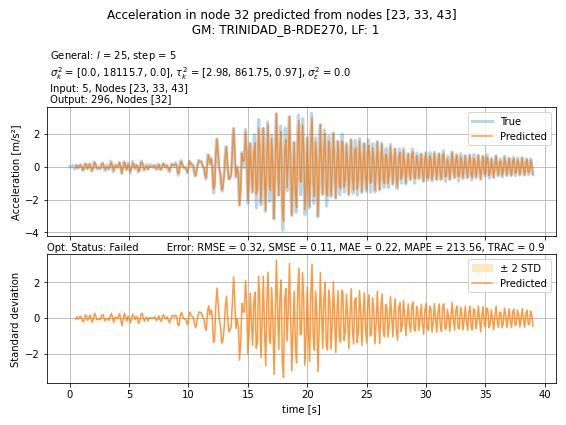 Acceleration in node 32 predicted from nodes [23, 33, 43]
GM: TRINIDAD_B-RDE270, LF: 1
General: l = 25, step = 5
σ²ₖ = [0.0, 18115.7, 0.0], τ²ₖ = [2.98, 861.75, 0.97], σ²ε = 0.0
Input: 5, Nodes [23, 33, 43]
Output: 296, Nodes [32]
Acceleration [m/s²]
2
0
−2
−4
True
Predicted
Opt. Status: Failed Error: RMSE = 0.32, SMSE = 0.11, MAE = 0.22, MAPE = 213.56, TRAC = 0.9
Standard deviation
2
0
−2
± 2 STD
Predicted
0 5 10 15 20 25 30 35 40
time [s]